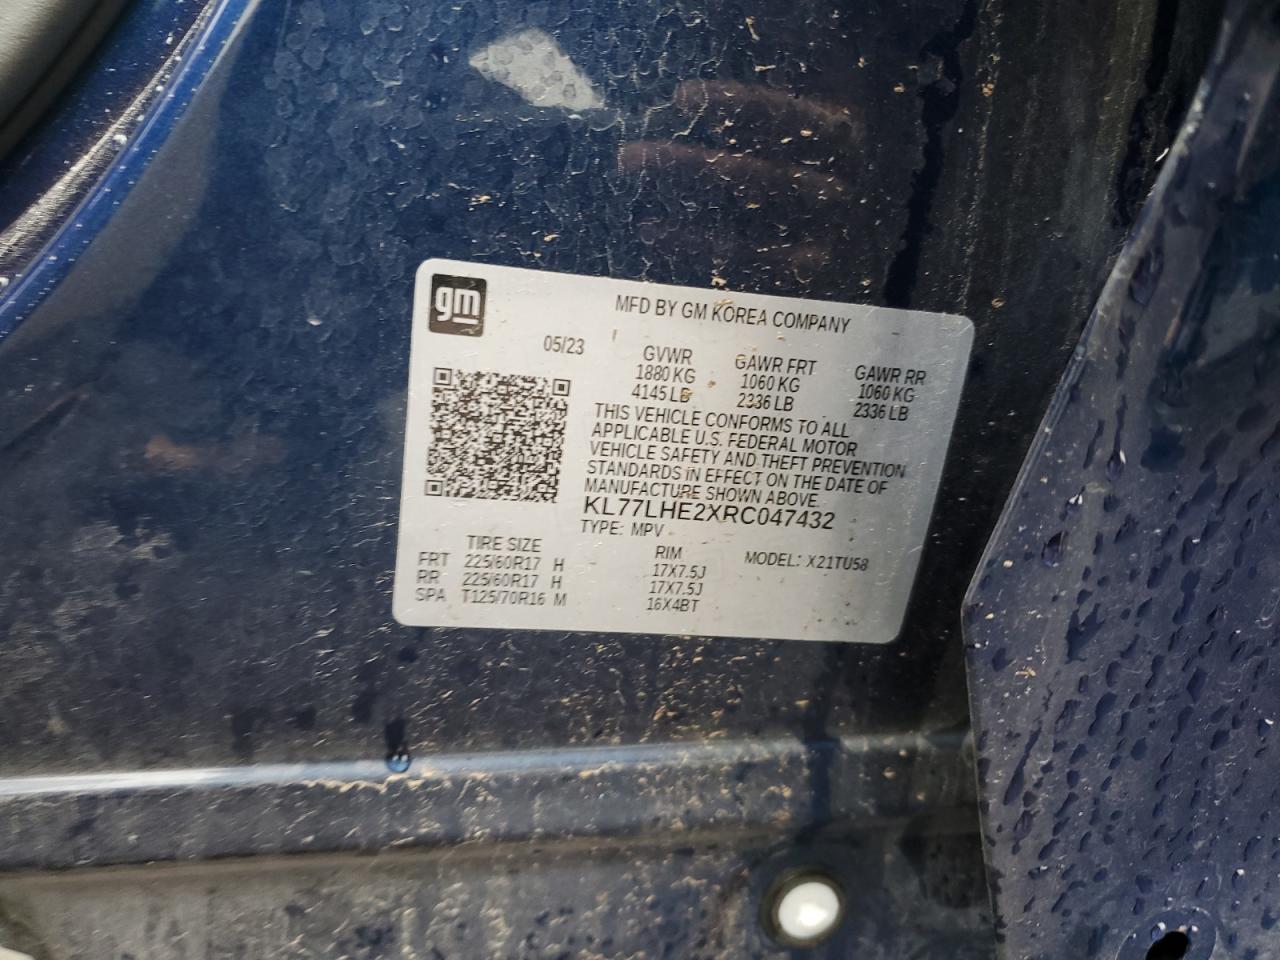 gm
MFD BY GM KOREA COMPANY
05/23
GVWR GAWR FRT GAWR RR
1880 KG 1060 KG 1060 KG
4145 LB 2336 LB 2336 LB
THIS VEHICLE CONFORMS TO ALL
APPLICABLE U.S. FEDERAL MOTOR
VEHICLE SAFETY AND THEFT PREVENTION
STANDARDS IN EFFECT ON THE DATE OF
MANUFACTURE SHOWN ABOVE.
KL77LHE2XRC047432
TYPE: MPV
MODEL: X21TU58
TIRE SIZE RIM
FRT 225/60R17 H 17X7.5J
RR 225/60R17 H 17X7.5J
SPA T125/70R16 M 16X4BT